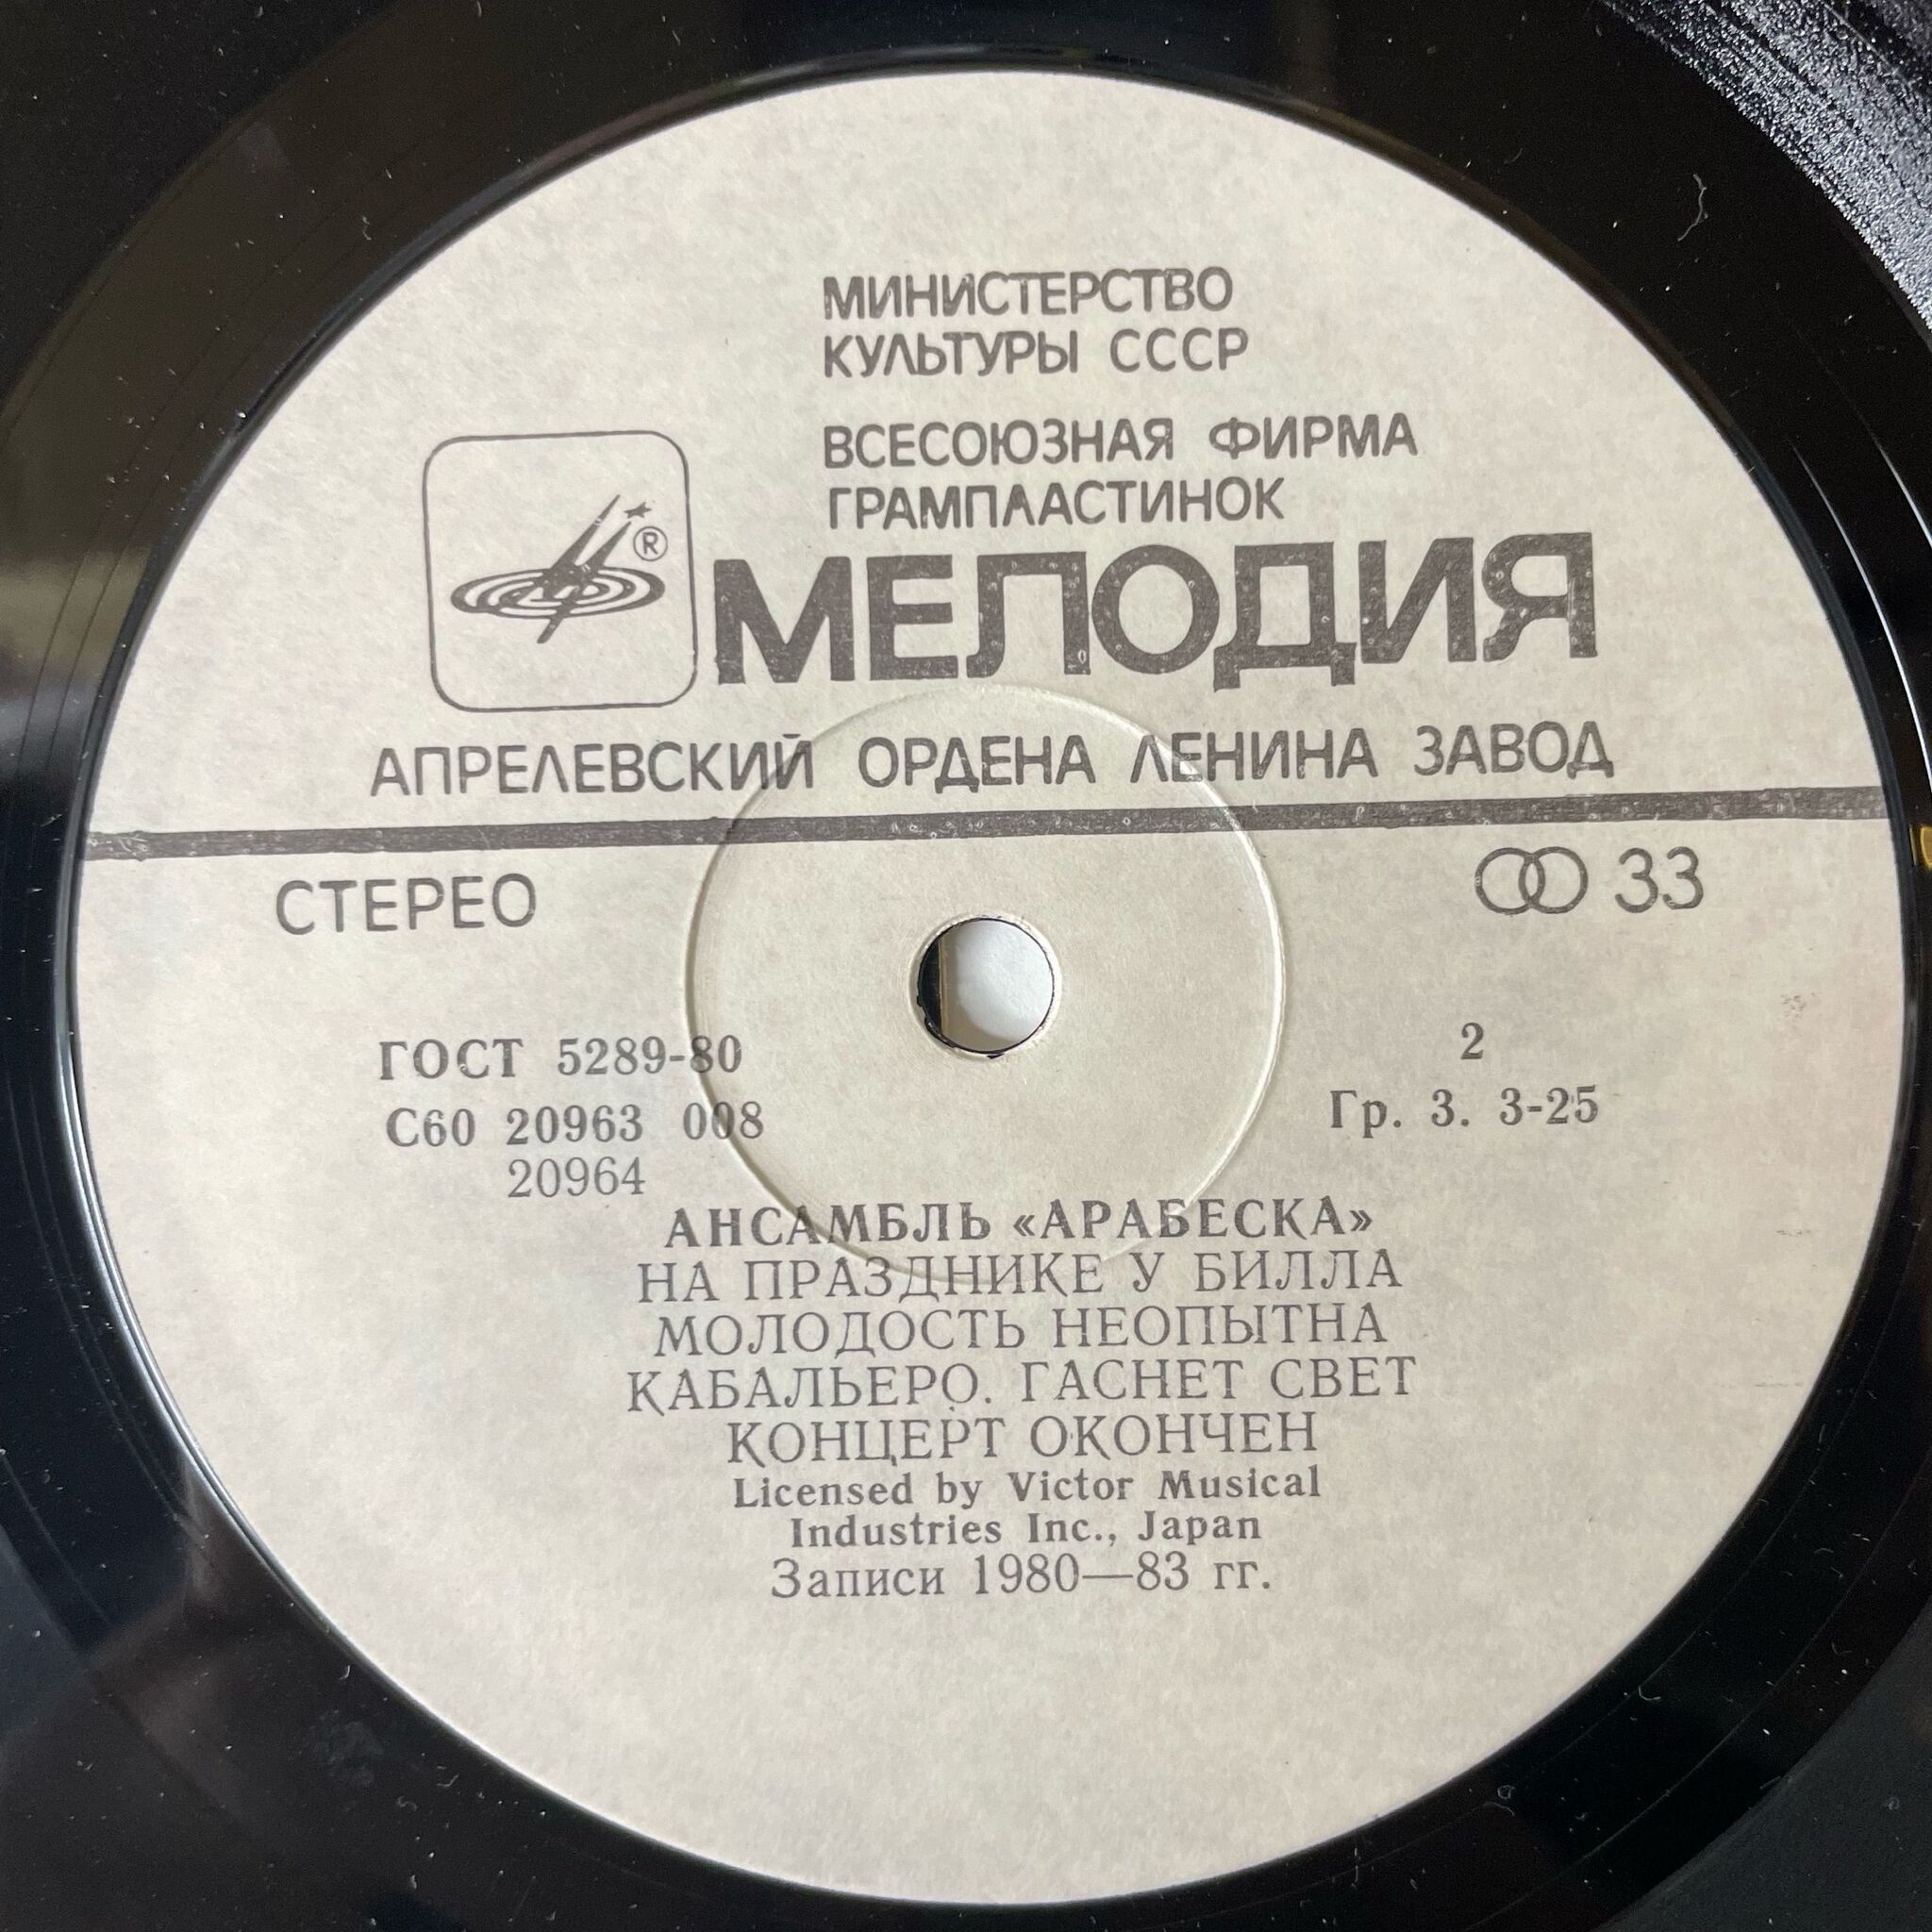 МИНИСТЕРСТВО
КУЛЬТУРЫ СССР
ВСЕСОЮЗНАЯ ФИРМА
ГРАМПЛАСТИНОК
®
МЕЛОДИЯ
АПРЕЛЕВСКИЙ ОРДЕНА ЛЕНИНА ЗАВОД
СТЕРЕО
33
ГОСТ 5289-80
2
С60 20963 008
Гр. 3. 3-25
20964
АНСАМБЛЬ «АРАБЕСКА»
НА ПРАЗДНИКЕ У БИЛЛА
МОЛОДОСТЬ НЕОПЫТНА
КАБАЛЬЕРО. ГАСНЕТ СВЕТ
КОНЦЕРТ ОКОНЧЕН
Licensed by Victor Musical
Industries Inc., Japan
Записи 1980—83 гг.